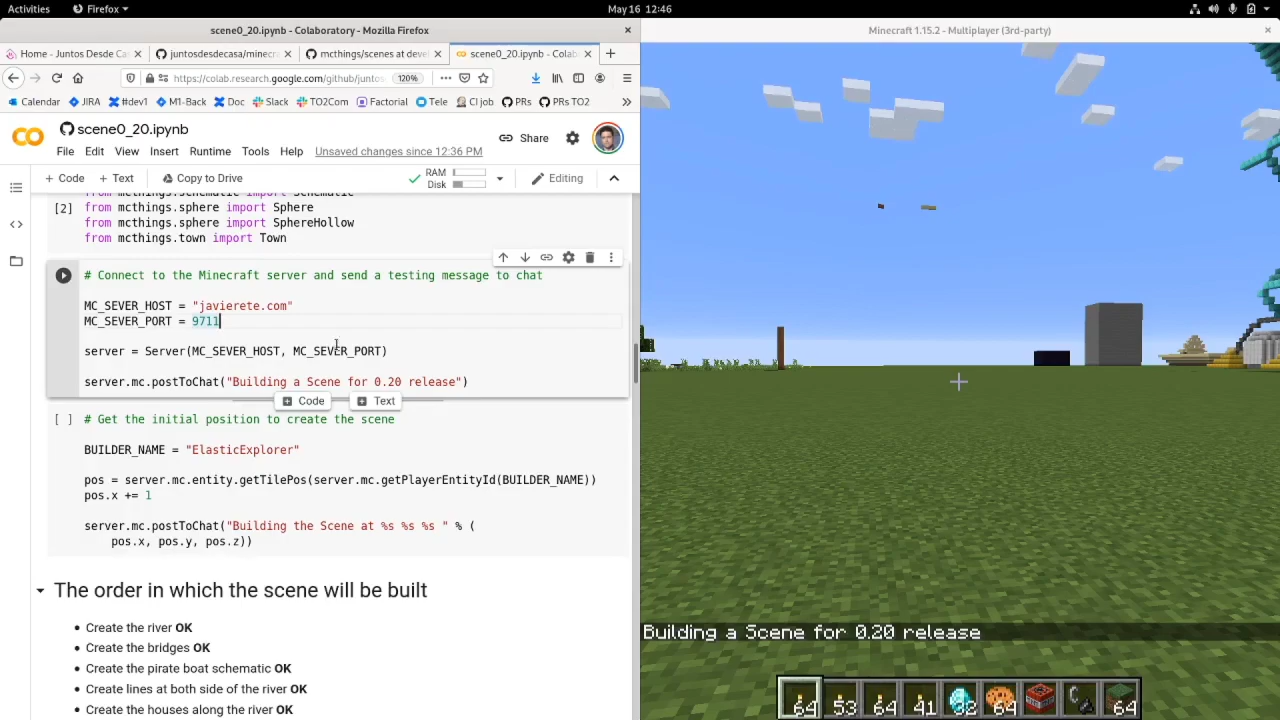 Activities
Firefox
May 16 12:46
scene0_20.ipynb - Colaboratory - Mozilla Firefox
Minecraft 1.15.2 - Multiplayer (3rd-party)
Home - Juntos Desde Ca
juntosdesdecasa/minecra
mcthings/scenes at deve
scene0_20.ipynb - Colab
https://colab.research.google.com/github/juntos
120%
Calendar
JIRA
#dev1
M1-Back
Doc
Slack
TO2Com
Factorial
Tele
CI job
PRs
PRs TO2
CO
scene0_20.ipynb
Share
File Edit View Insert Runtime Tools Help Unsaved changes since 12:36 PM
+ Code + Text
Copy to Drive
RAM
Disk
Editing
from mcthings.schematic import Schematic
[2] from mcthings.sphere import Sphere
from mcthings.sphere import SphereHollow
from mcthings.town import Town
# Connect to the Minecraft server and send a testing message to chat
MC_SEVER_HOST = "javierete.com"
MC_SEVER_PORT = 9711
server = Server(MC_SEVER_HOST, MC_SEVER_PORT)
server.mc.postToChat("Building a Scene for 0.20 release")
Code
Text
[ ] # Get the initial position to create the scene
BUILDER_NAME = "ElasticExplorer"
pos = server.mc.entity.getTilePos(server.mc.getPlayerEntityId(BUILDER_NAME))
pos.x += 1
server.mc.postToChat("Building the Scene at %s %s %s " % (
pos.x, pos.y, pos.z))
The order in which the scene will be built
Create the river OK
Create the bridges OK
Create the pirate boat schematic OK
Create lines at both side of the river OK
Create the houses along the river OK
Building a Scene for 0.20 release
64 53 64 41 32 64 64